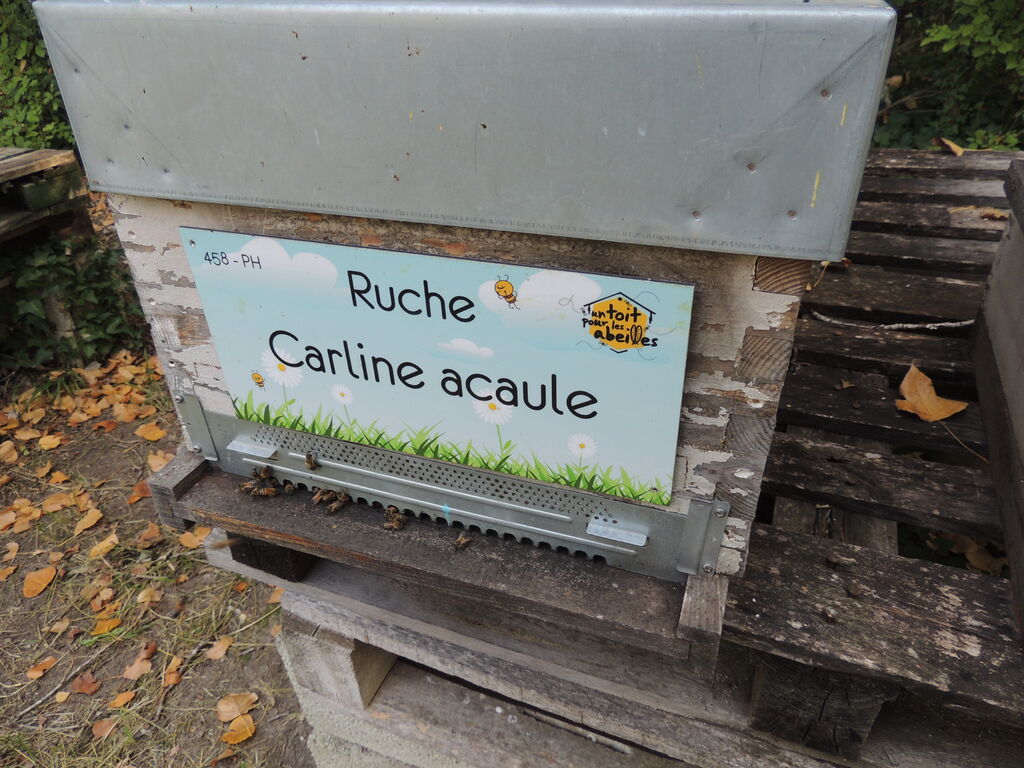 458 - PH
Ruche
Carline acaule
un toit
pour les
abeilles